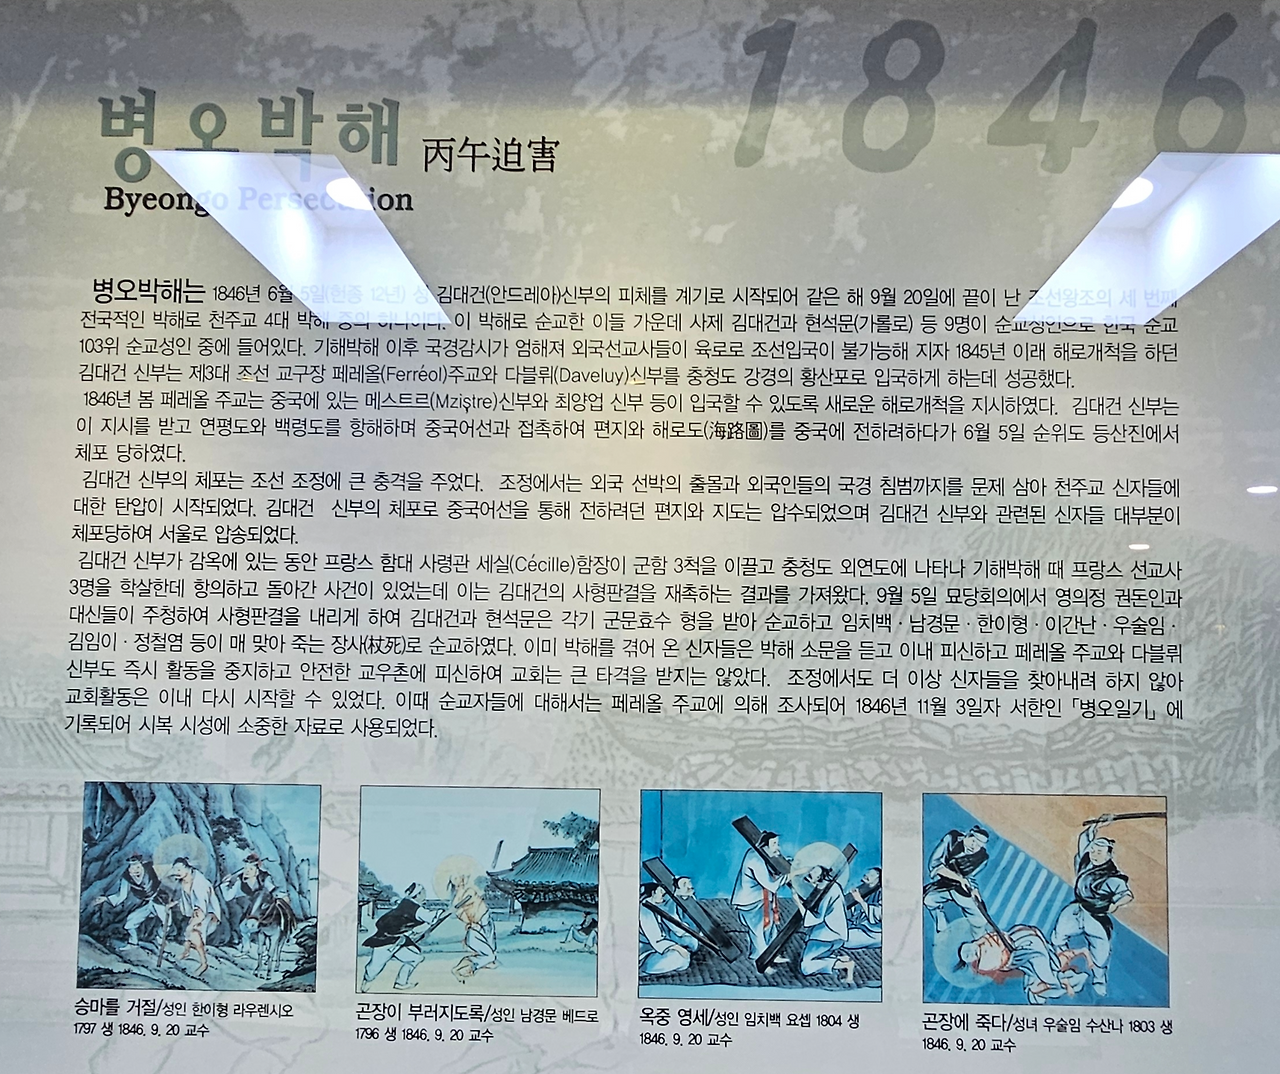 1846
병오박해 丙午迫害
Byeongo Persecution
병오박해는 1846년 6월 5일(헌종 12년) 성 김대건(안드레아)신부의 피체를 계기로 시작되어 같은 해 9월 20일에 끝이 난 조선왕조의 세 번째
전국적인 박해로 천주교 4대 박해 중의 하나이다. 이 박해로 순교한 이들 가운데 사제 김대건과 현석문(가롤로) 등 9명이 순교성인으로 한국 순교
103위 순교성인 중에 들어있다. 기해박해 이후 국경감시가 엄해져 외국선교사들이 육로로 조선입국이 불가능해 지자 1845년 이래 해로개척을 하던
김대건 신부는 제3대 조선 교구장 페레올(Ferréol)주교와 다블뤼(Daveluy)신부를 충청도 강경의 황산포로 입국하게 하는데 성공했다.
1846년 봄 페레올 주교는 중국에 있는 메스트르(Mziştre)신부와 최양업 신부 등이 입국할 수 있도록 새로운 해로개척을 지시하였다. 김대건 신부는
이 지시를 받고 연평도와 백령도를 항해하며 중국어선과 접촉하여 편지와 해로도(海路圖)를 중국에 전하려하다가 6월 5일 순위도 등산진에서
체포 당하였다.
김대건 신부의 체포는 조선 조정에 큰 충격을 주었다. 조정에서는 외국 선박의 출몰과 외국인들의 국경 침범까지를 문제 삼아 천주교 신자들에
대한 탄압이 시작되었다. 김대건 신부의 체포로 중국어선을 통해 전하려던 편지와 지도는 압수되었으며 김대건 신부와 관련된 신자들 대부분이
체포당하여 서울로 압송되었다.
김대건 신부가 감옥에 있는 동안 프랑스 함대 사령관 세실(Cécille)함장이 군함 3척을 이끌고 충청도 외연도에 나타나 기해박해 때 프랑스 선교사
3명을 학살한데 항의하고 돌아간 사건이 있었는데 이는 김대건의 사형판결을 재촉하는 결과를 가져왔다. 9월 5일 묘당회의에서 영의정 권돈인과
대신들이 주청하여 사형판결을 내리게 하여 김대건과 현석문은 각기 군문효수 형을 받아 순교하고 임치백·남경문·한이형·이간난·우술임·
김임이·정철염 등이 매 맞아 죽는 장사(杖死)로 순교하였다. 이미 박해를 겪어 온 신자들은 박해 소문을 듣고 이내 피신하고 페레올 주교와 다블뤼
신부도 즉시 활동을 중지하고 안전한 교우촌에 피신하여 교회는 큰 타격을 받지는 않았다. 조정에서도 더 이상 신자들을 찾아내려 하지 않아
교회활동은 이내 다시 시작할 수 있었다. 이때 순교자들에 대해서는 페레올 주교에 의해 조사되어 1846년 11월 3일자 서한인 「병오일기」에
기록되어 시복 시성에 소중한 자료로 사용되었다.
승마를 거절/성인 한이형 라우렌시오
1797 생 1846. 9. 20 교수
곤장이 부러지도록/성인 남경문 베드로
1796 생 1846. 9. 20 교수
옥중 영세/성인 임치백 요셉 1804 생
1846. 9. 20 교수
곤장에 죽다/성녀 우술임 수산나 1803 생
1846. 9. 20 교수